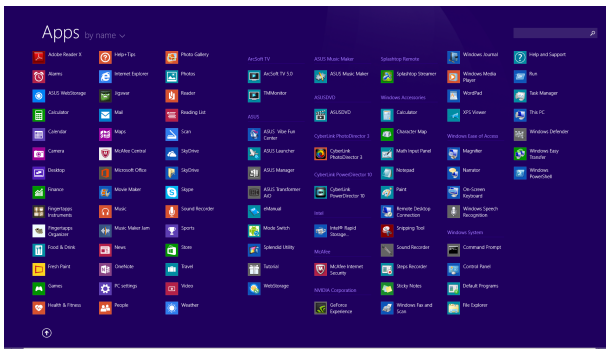 Apps by name
Adobe Reader X
Alarms
ASUS WebStorage
Calculator
Calendar
Camera
Desktop
Finance
Fingertapps
Instruments
Fingertapps
Organizer
Food & Drink
Fresh Paint
Games
Health & Fitness
Help+Tips
Internet Explorer
Jigswar
Mail
Maps
McAfee Central
Microsoft Office
Movie Maker
Music
Music Maker Jam
News
OneNote
PC settings
People
Photo Gallery
Photos
Reader
Reading List
Scan
SkyDrive
SkyDrive
Skype
Sound Recorder
Sports
Store
Travel
Video
Weather
ArcSoft TV
ArcSoft TV 5.0
TMMonitor
ASUS
ASUS Vibe Fun
Center
ASUS Launcher
ASUS Manager
ASUS Transformer
AiO
eManual
Mode Switch
Splendid Utility
Tutorial
WebStorage
ASUS Music Maker
ASUS Music Maker
ASUSDVD
ASUSDVD
CyberLink PhotoDirector 3
CyberLink
PhotoDirector 3
CyberLink PowerDirector 10
CyberLink
PowerDirector 10
Intel
Intel® Rapid
Storage...
McAfee
McAfee Internet
Security
NVIDIA Corporation
GeForce
Experience
Splashtop Remote
Splashtop Streamer
Windows Accessories
Calculator
Character Map
Math Input Panel
Notepad
Paint
Remote Desktop
Connection
Snipping Tool
Sound Recorder
Steps Recorder
Sticky Notes
Windows Fax and
Scan
Windows Journal
Windows Media
Player
WordPad
XPS Viewer
Windows Ease of Access
Magnifier
Narrator
On-Screen
Keyboard
Windows Speech
Recognition
Windows System
Command Prompt
Control Panel
Default Programs
File Explorer
Help and Support
Run
Task Manager
This PC
Windows Defender
Windows Easy
Transfer
Windows
PowerShell